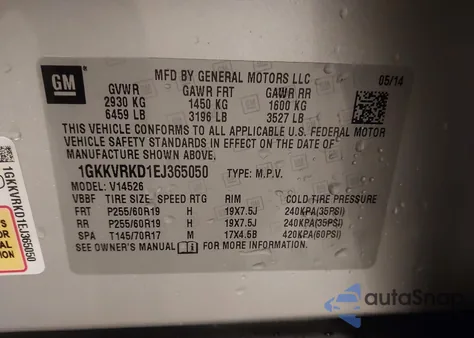 GM
MFD BY GENERAL MOTORS LLC 05/14
GVWR GAWR FRT GAWR RR
2930 KG 1450 KG 1600 KG
6459 LB 3196 LB 3527 LB
THIS VEHICLE CONFORMS TO ALL APPLICABLE U.S. FEDERAL MOTOR
VEHICLE SAFETY STANDARDS IN EFFECT ON THE DATE OF
MANUFACTURE SHOWN ABOVE.
1GKKVRKD1EJ365050 TYPE: M.P.V.
MODEL: V14526
VBBF TIRE SIZE SPEED RTG RIM COLD TIRE PRESSURE
FRT P255/60R19 H 19X7.5J 240KPA(35PSI)
RR P255/60R19 H 19X7.5J 240KPA(35PSI)
SPA T145/70R17 M 17X4.5B 420KPA(60PSI)
SEE OWNER'S MANUAL FOR MORE INFORMATION.
1GKKVRKD1EJ365050
autoSnap